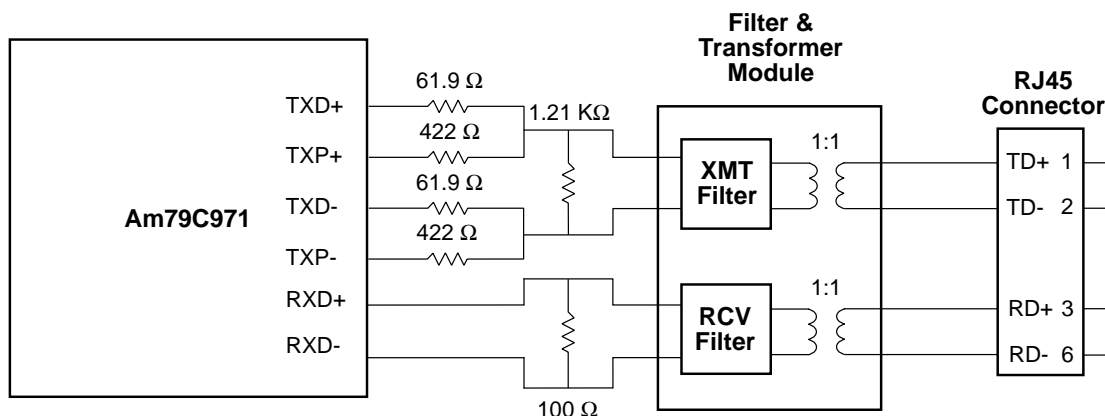 Filter &
Transformer
Module
RJ45
Connector
Am79C971
TXD+
TXP+
TXD-
TXP-
RXD+
RXD-
61.9 Ω
422 Ω
61.9 Ω
422 Ω
1.21 KΩ
100 Ω
XMT
Filter
1:1
RCV
Filter
1:1
TD+ 1
TD- 2
RD+ 3
RD- 6